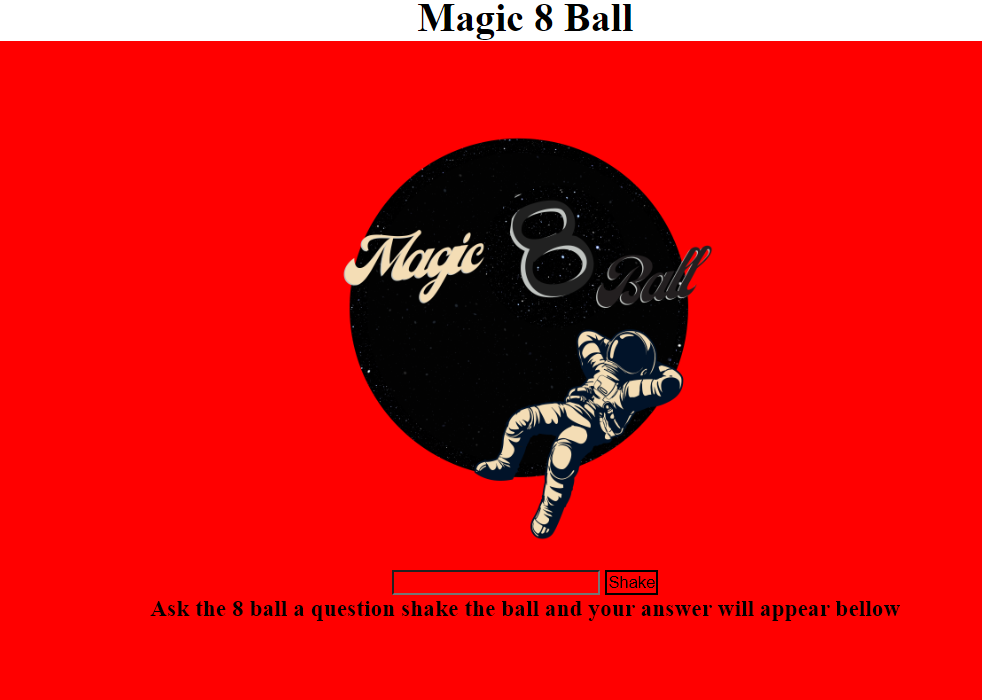 Magic 8 Ball
Magic 8 Ball
Shake
Ask the 8 ball a question shake the ball and your answer will appear bellow